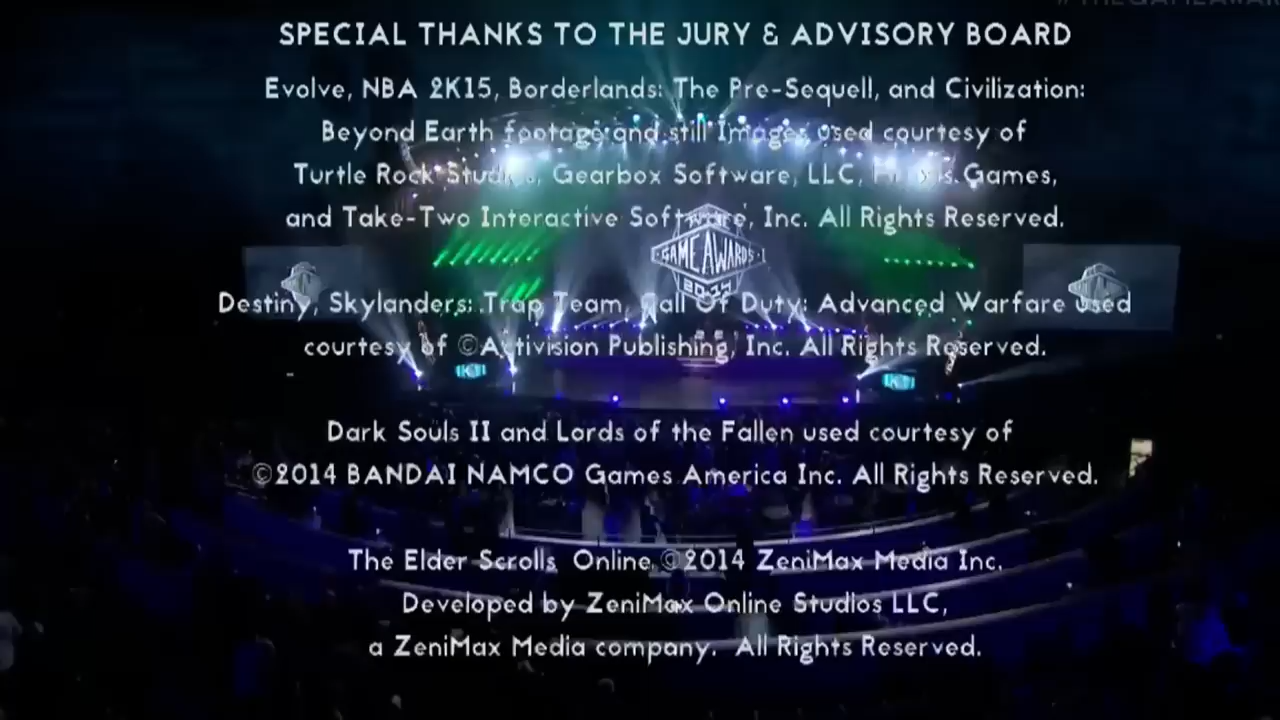 #THEGAMEAWAR
SPECIAL THANKS TO THE JURY & ADVISORY BOARD
Evolve, NBA 2K15, Borderlands: The Pre-Sequell, and Civilization:
Beyond Earth footage and still Images used courtesy of
Turtle Rock Studios, Gearbox Software, LLC, Games,
and Take-Two Interactive Software, Inc. All Rights Reserved.
GAME AWARDS
2014
Destiny, Skylanders: Trap Team, Call Of Duty: Advanced Warfare used
courtesy of ©Activision Publishing, Inc. All Rights Reserved.
Dark Souls II and Lords of the Fallen used courtesy of
©2014 BANDAI NAMCO Games America Inc. All Rights Reserved.
The Elder Scrolls Online ©2014 ZeniMax Media Inc.
Developed by ZeniMax Online Studios LLC,
a ZeniMax Media company. All Rights Reserved.